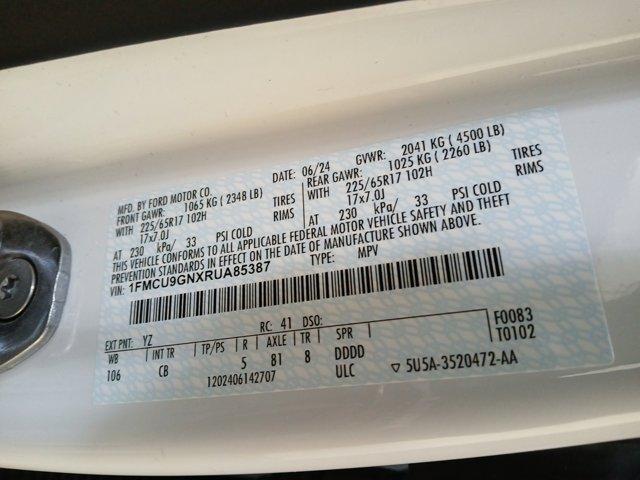 MFD. BY FORD MOTOR CO. DATE: 06/24 GVWR: 2041 KG ( 4500 LB)
FRONT GAWR: 1065 KG ( 2348 LB) REAR GAWR: 1025 KG ( 2260 LB)
WITH 225/65R17 102H TIRES WITH 225/65R17 102H TIRES
17x7.0J RIMS 17x7.0J RIMS
AT 230 kPa/ 33 PSI COLD AT 230 kPa/ 33 PSI COLD
THIS VEHICLE CONFORMS TO ALL APPLICABLE FEDERAL MOTOR VEHICLE SAFETY AND THEFT
PREVENTION STANDARDS IN EFFECT ON THE DATE OF MANUFACTURE SHOWN ABOVE.
VIN: 1FMCU9GNXRUA85387 TYPE: MPV
EXT PNT: YZ RC: 41 DSO: F0083
WB INT TR TP/PS R AXLE TR SPR T0102
106 CB 5 81 8 DDDD
1202406142707 ULC ▽ 5U5A-3520472-AA